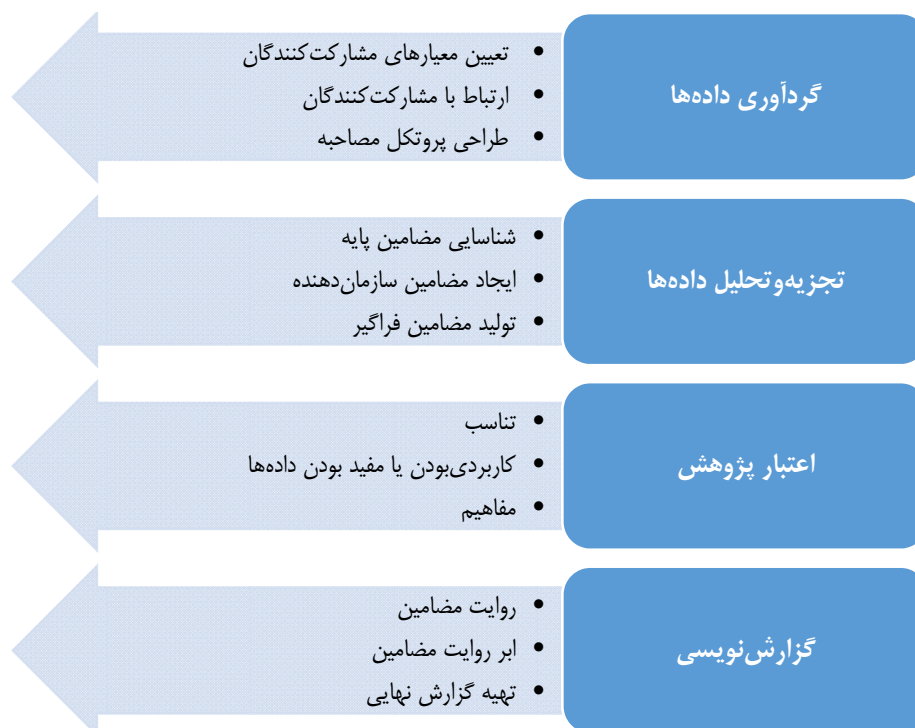 گردآوری داده‌ها
• تعیین معیارهای مشارکت‌کنندگان
• ارتباط با مشارکت‌کنندگان
• طراحی پروتکل مصاحبه
تجزیه‌وتحلیل داده‌ها
• شناسایی مضامین پایه
• ایجاد مضامین سازمان‌دهنده
• تولید مضامین فراگیر
اعتبار پژوهش
• تناسب
• کاربردی‌بودن یا مفید بودن داده‌ها
• مفاهیم
گزارش‌نویسی
• روایت مضامین
• ابر روایت مضامین
• تهیه گزارش نهایی